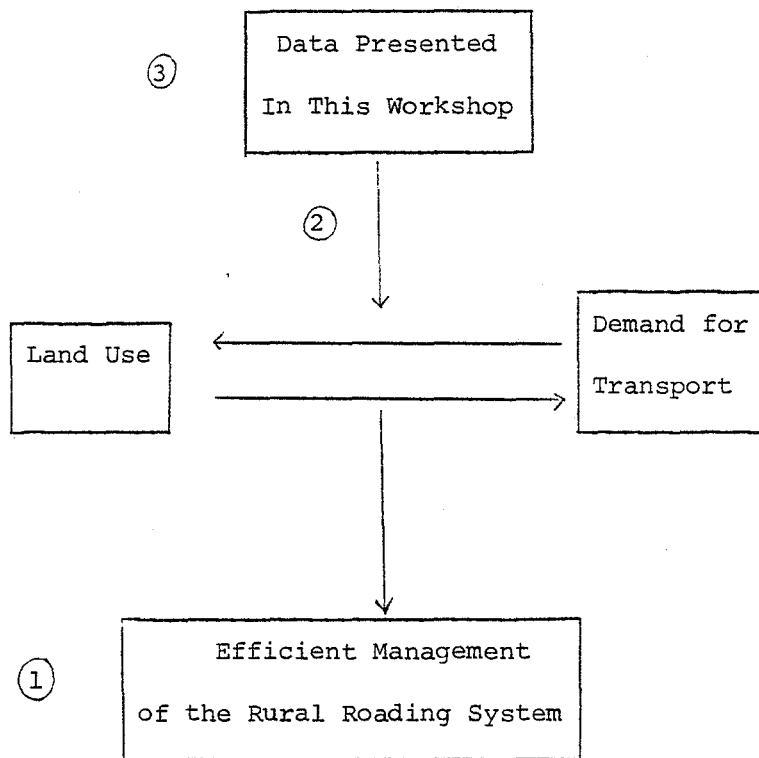 Data Presented
③
In This Workshop
②
Demand for
Land Use
Transport
Efficient Management
①
of the Rural Roading System